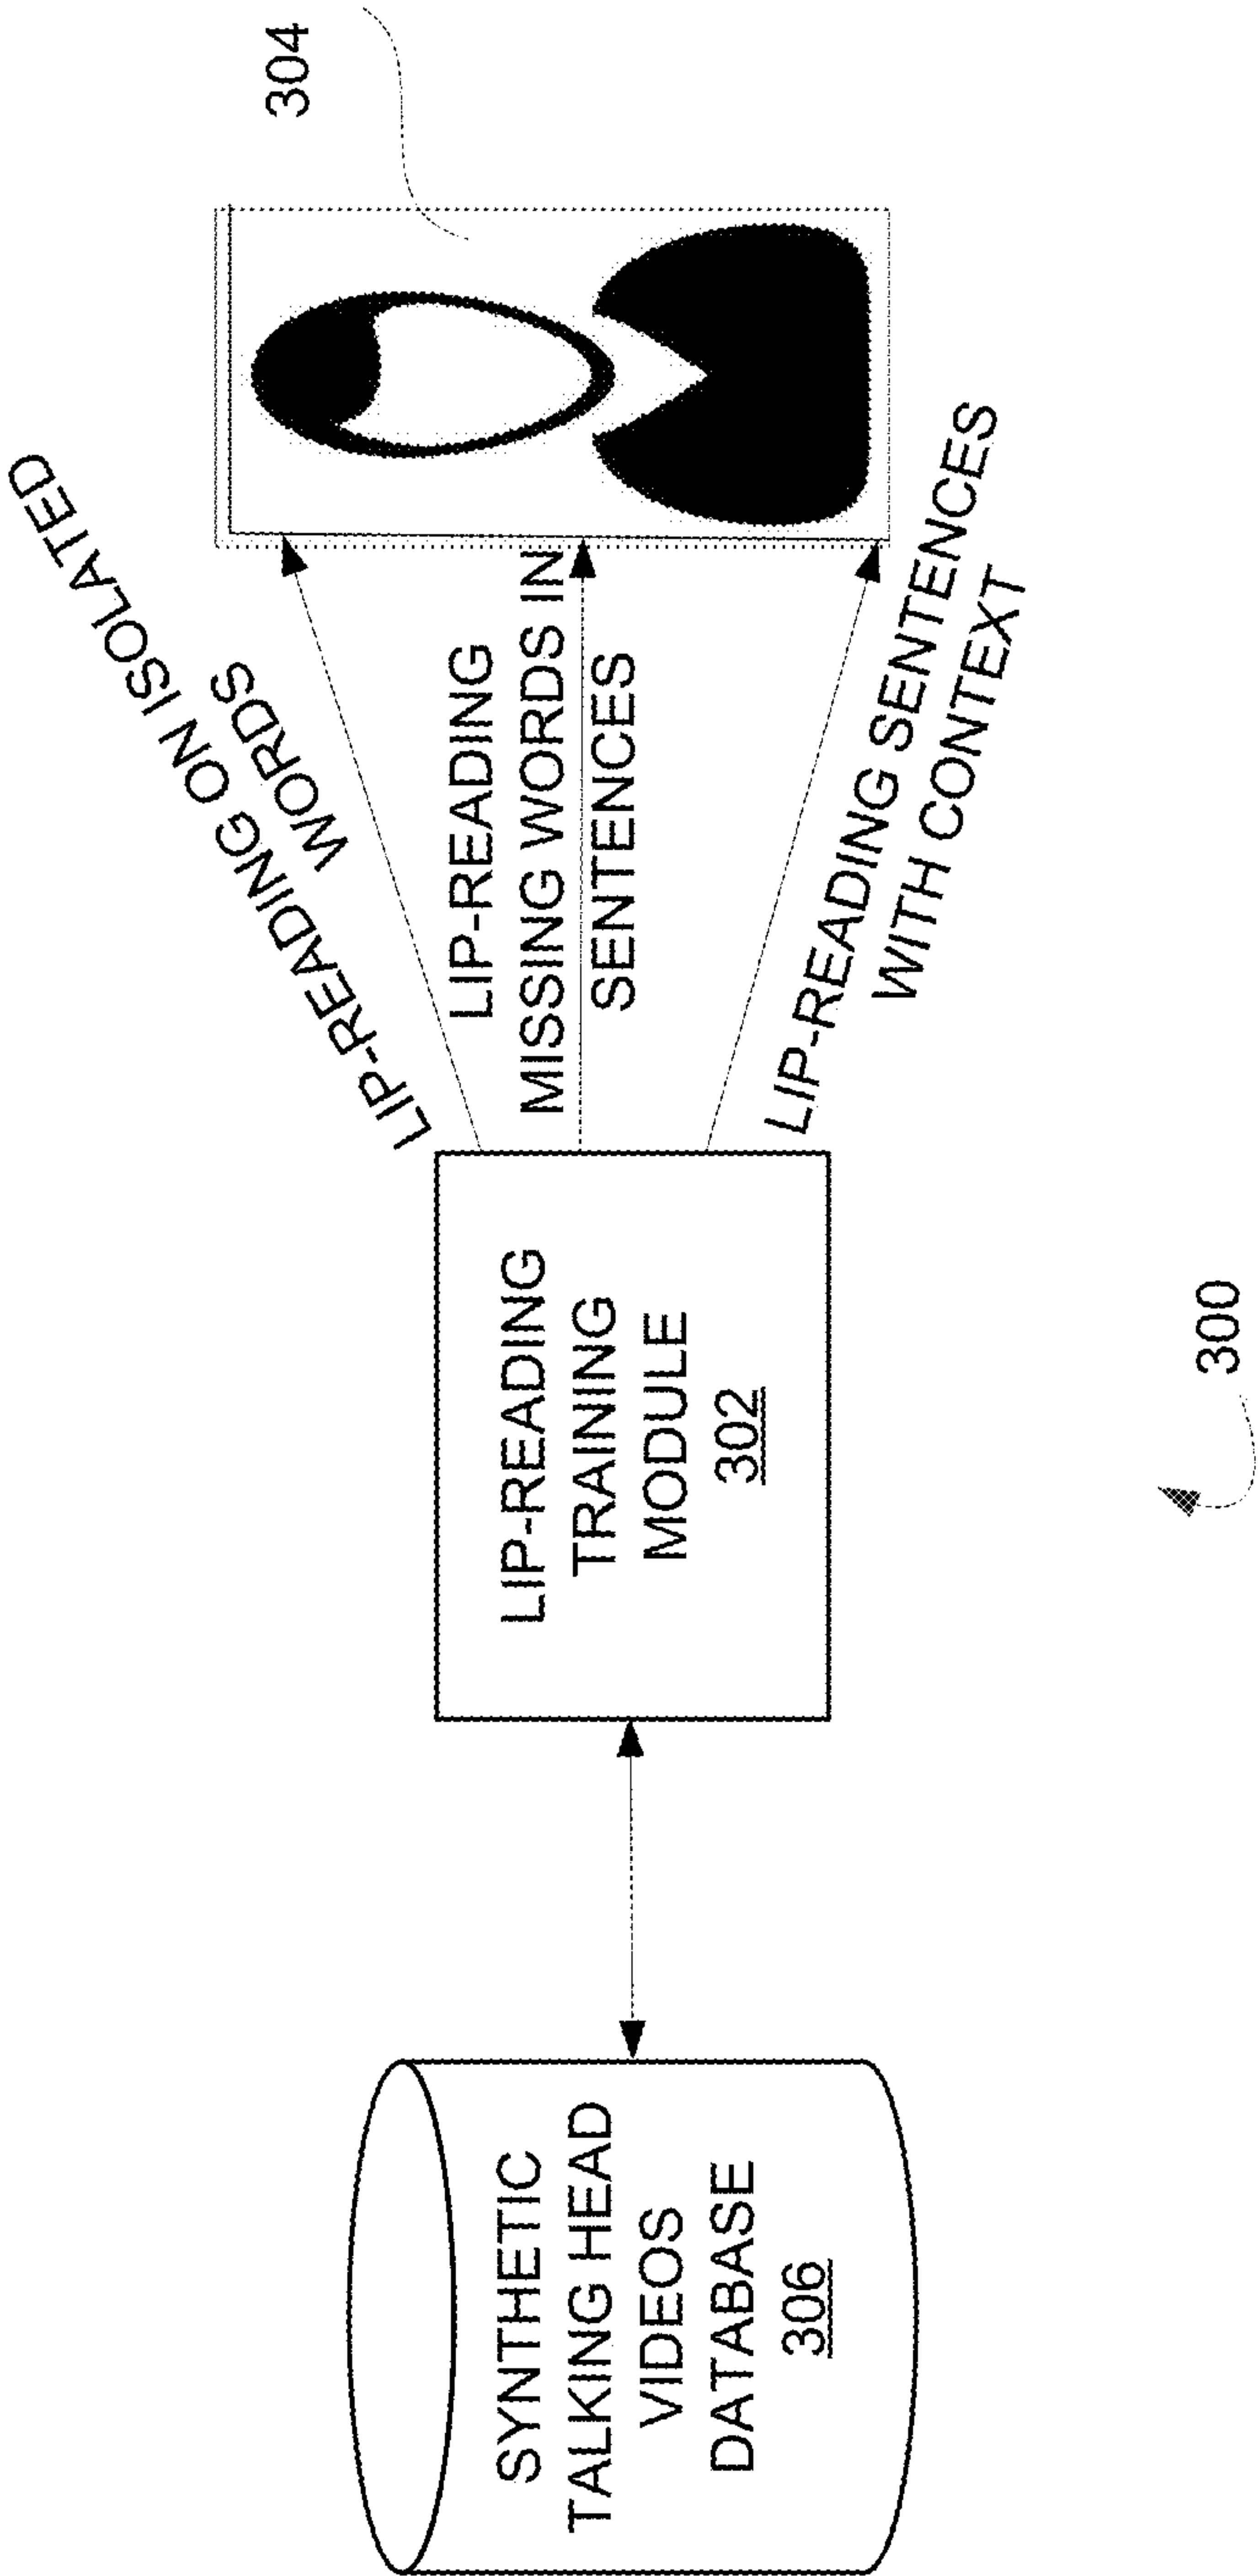 SYNTHETIC
TALKING HEAD
VIDEOS
DATABASE
306
LIP-READING
TRAINING
MODULE
302
LIP-READING ON ISOLATED
WORDS
LIP-READING
MISSING WORDS IN
SENTENCES
LIP-READING SENTENCES
WITH CONTEXT
304
300